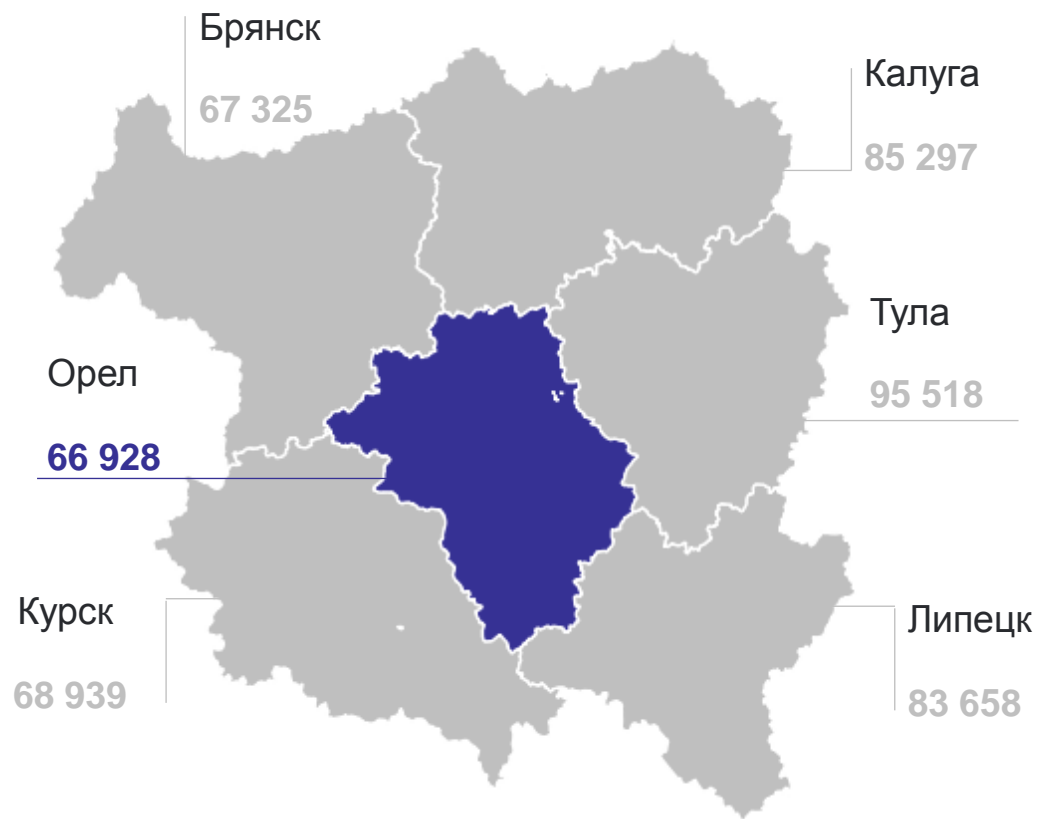 Брянск
67 325
Калуга
85 297
Тула
95 518
Орел
66 928
Курск
68 939
Липецк
83 658